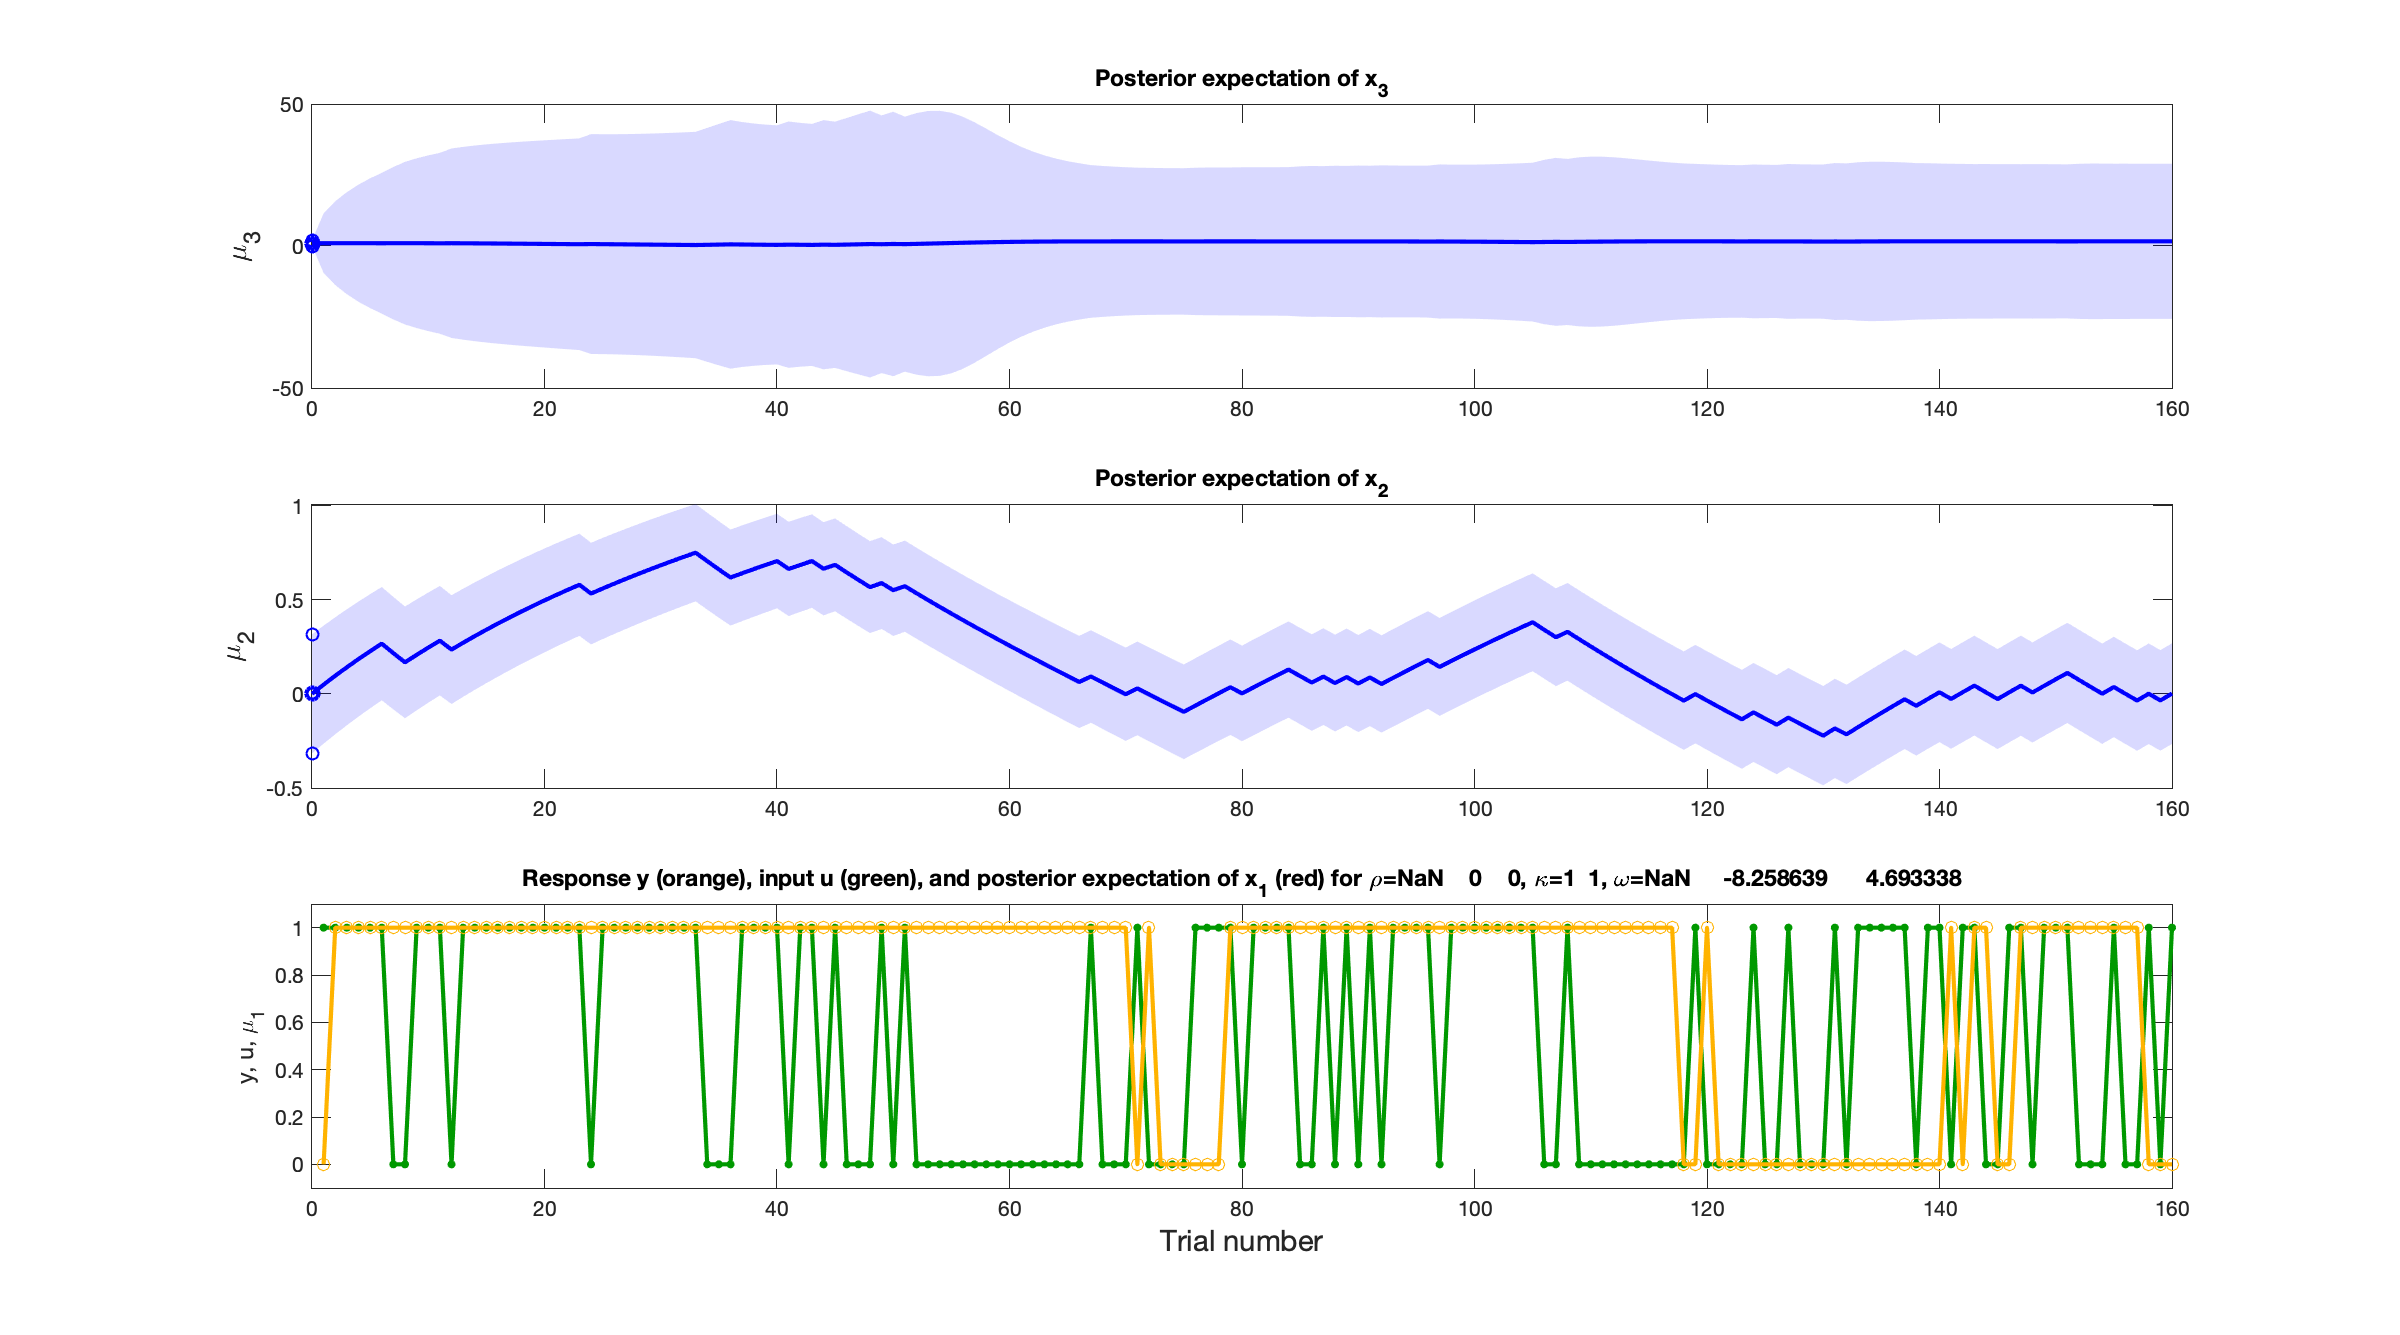 Posterior expectation of x3
50
0
-50
μ3
0 20 40 60 80 100 120 140 160
Posterior expectation of x2
1
0.5
0
-0.5
μ2
0 20 40 60 80 100 120 140 160
Response y (orange), input u (green), and posterior expectation of x1 (red) for ρ=NaN 0 0, κ=1 1, ω=NaN -8.258639 4.693338
1
0.8
0.6
0.4
0.2
0
y, u, μ1
0 20 40 60 80 100 120 140 160
Trial number